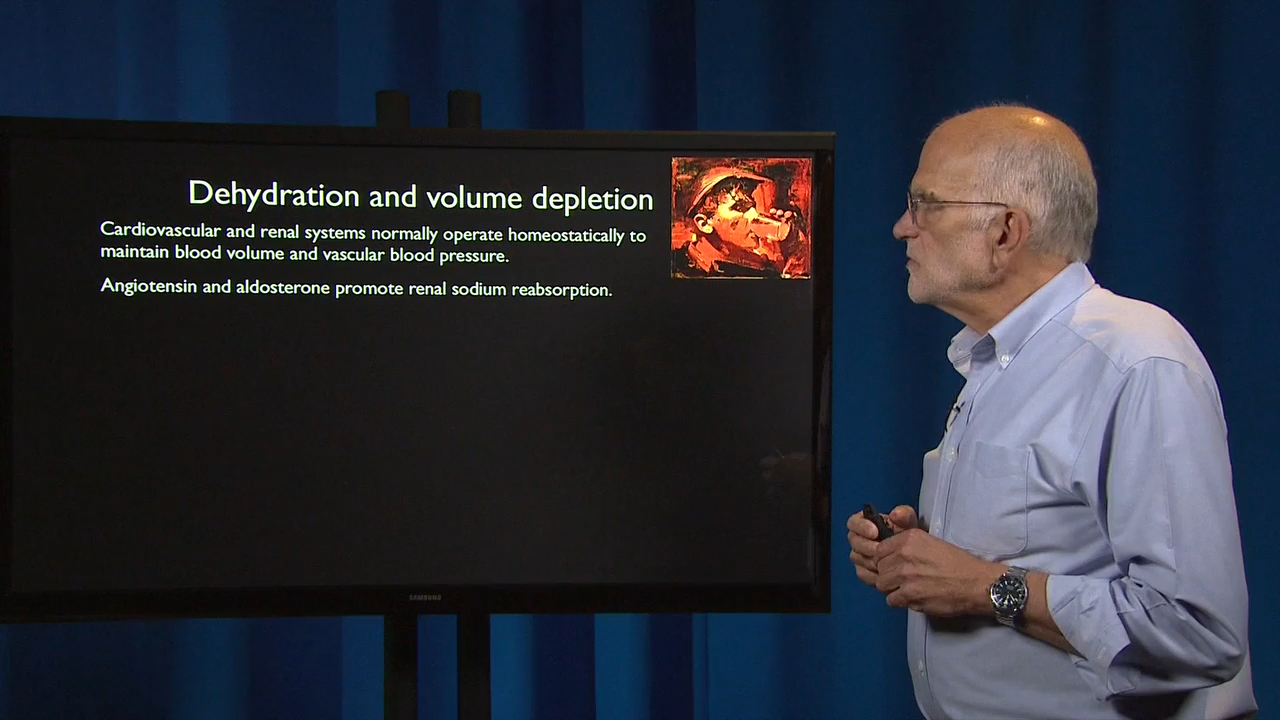 Dehydration and volume depletion
Cardiovascular and renal systems normally operate homeostatically to
maintain blood volume and vascular blood pressure.
Angiotensin and aldosterone promote renal sodium reabsorption.
SAMSUNG